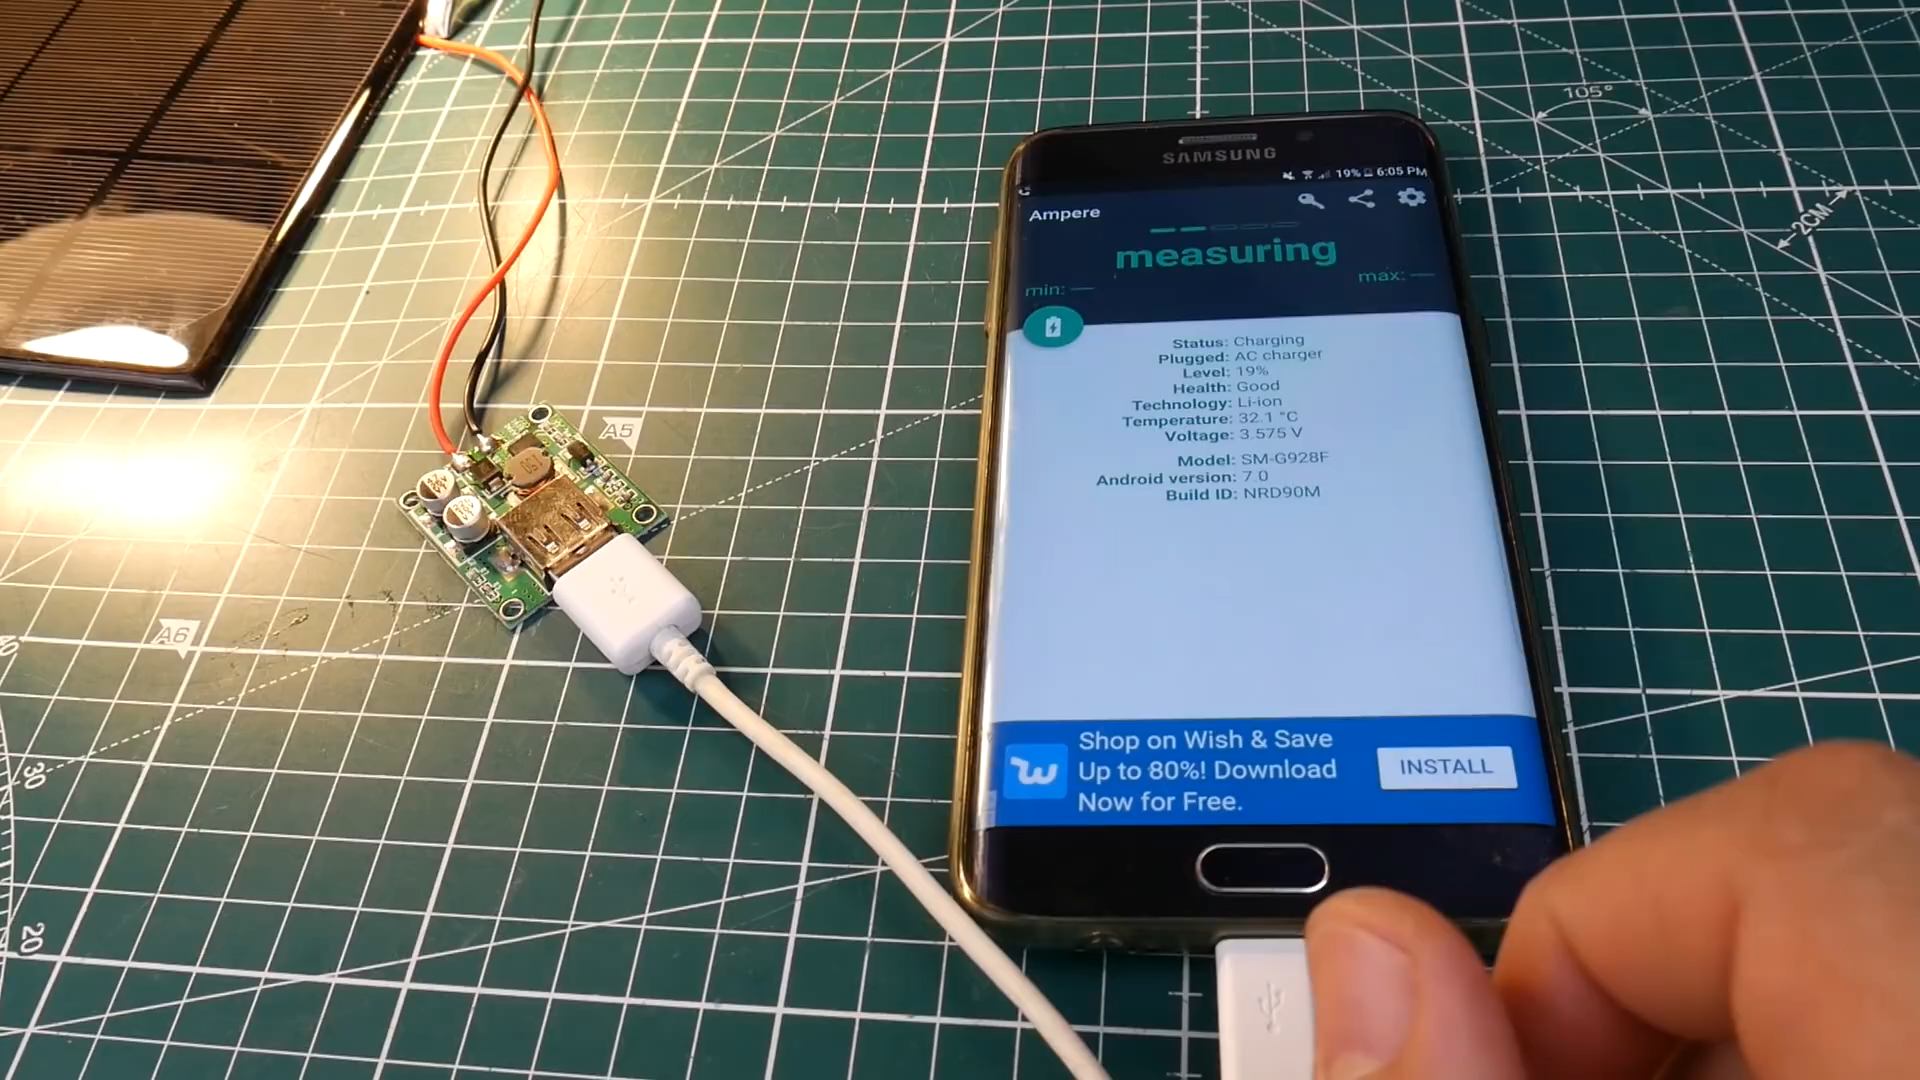 SAMSUNG
19% 6:05 PM
Ampere
measuring
min: —
max: —
Status: Charging
Plugged: AC charger
Level: 19%
Health: Good
Technology: Li-ion
Temperature: 32.1 °C
Voltage: 3.575 V
Model: SM-G928F
Android version: 7.0
Build ID: NRD90M
Shop on Wish & Save
Up to 80%! Download
Now for Free.
INSTALL
105°
2CM
A5
A6
30
20